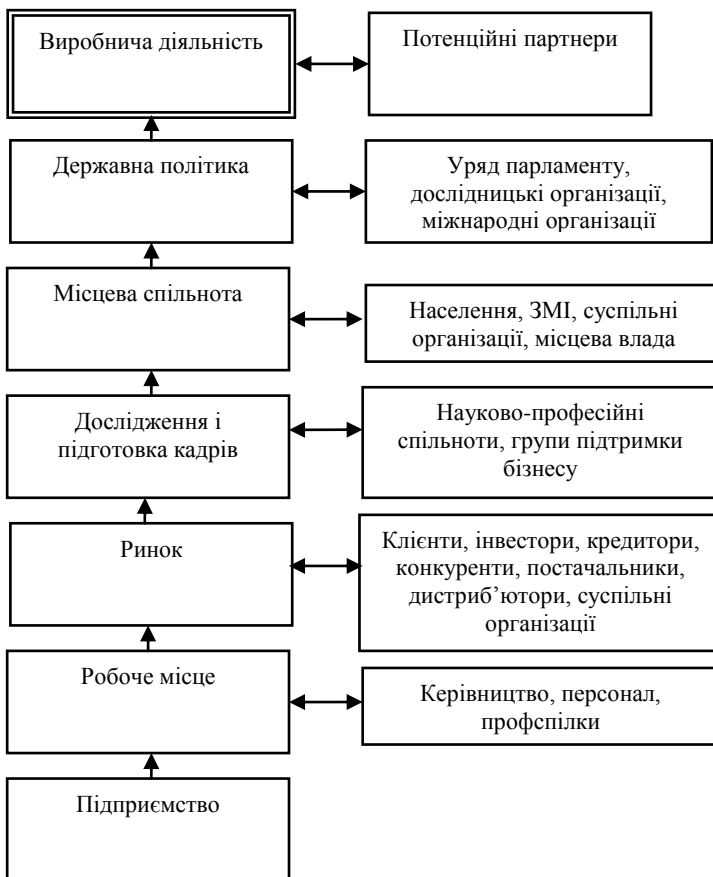 Виробнича діяльність
Потенційні партнери
Державна політика
Уряд парламенту,
дослідницькі організації,
міжнародні організації
Місцева спільнота
Населення, ЗМІ, суспільні
організації, місцева влада
Дослідження і
підготовка кадрів
Науково-професійні
спільноти, групи підтримки
бізнесу
Ринок
Клієнти, інвестори, кредитори,
конкуренти, постачальники,
дистриб’ютори, суспільні
організації
Робоче місце
Керівництво, персонал,
профспілки
Підприємство